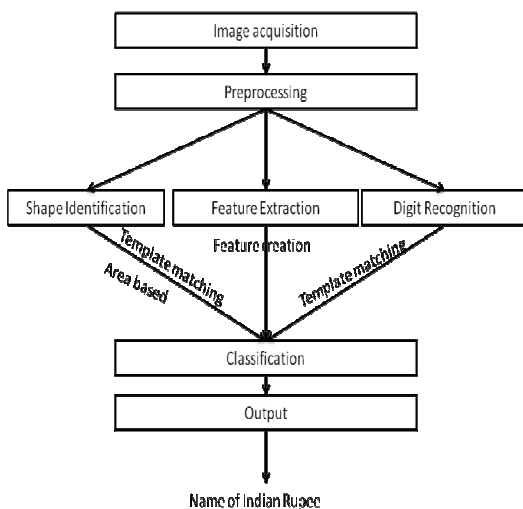 Image acquisition
Preprocessing
Shape Identification
Feature Extraction
Digit Recognition
Feature creation
Template matching
Area based
Template matching
Classification
Output
Name of Indian Rupee